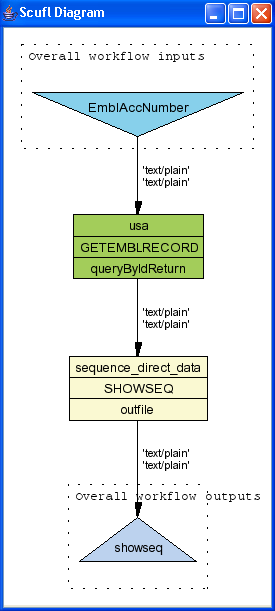 Scufl Diagram
Overall workflow inputs
EmblAccNumber
'text/plain'
'text/plain'
usa
GETEMBLRECORD
queryByIdReturn
'text/plain'
'text/plain'
sequence_direct_data
SHOWSEQ
outfile
'text/plain'
'text/plain'
Overall workflow outputs
showseq